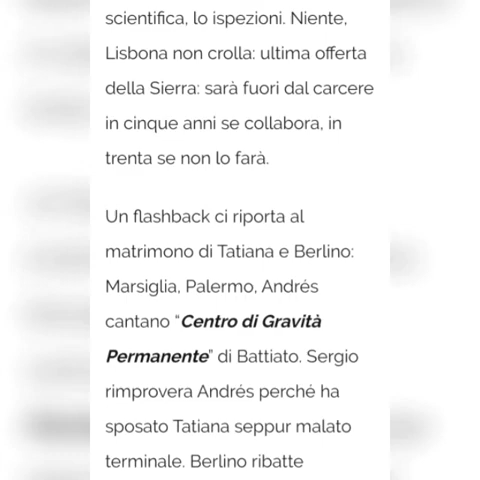 scientifica, lo ispezioni. Niente,
Lisbona non crolla: ultima offerta
della Sierra: sarà fuori dal carcere
in cinque anni se collabora, in
trenta se non lo farà.
Un flashback ci riporta al
matrimono di Tatiana e Berlino:
Marsiglia, Palermo, Andrés
cantano “Centro di Gravità
Permanente” di Battiato. Sergio
rimprovera Andrés perché ha
sposato Tatiana seppur malato
terminale. Berlino ribatte